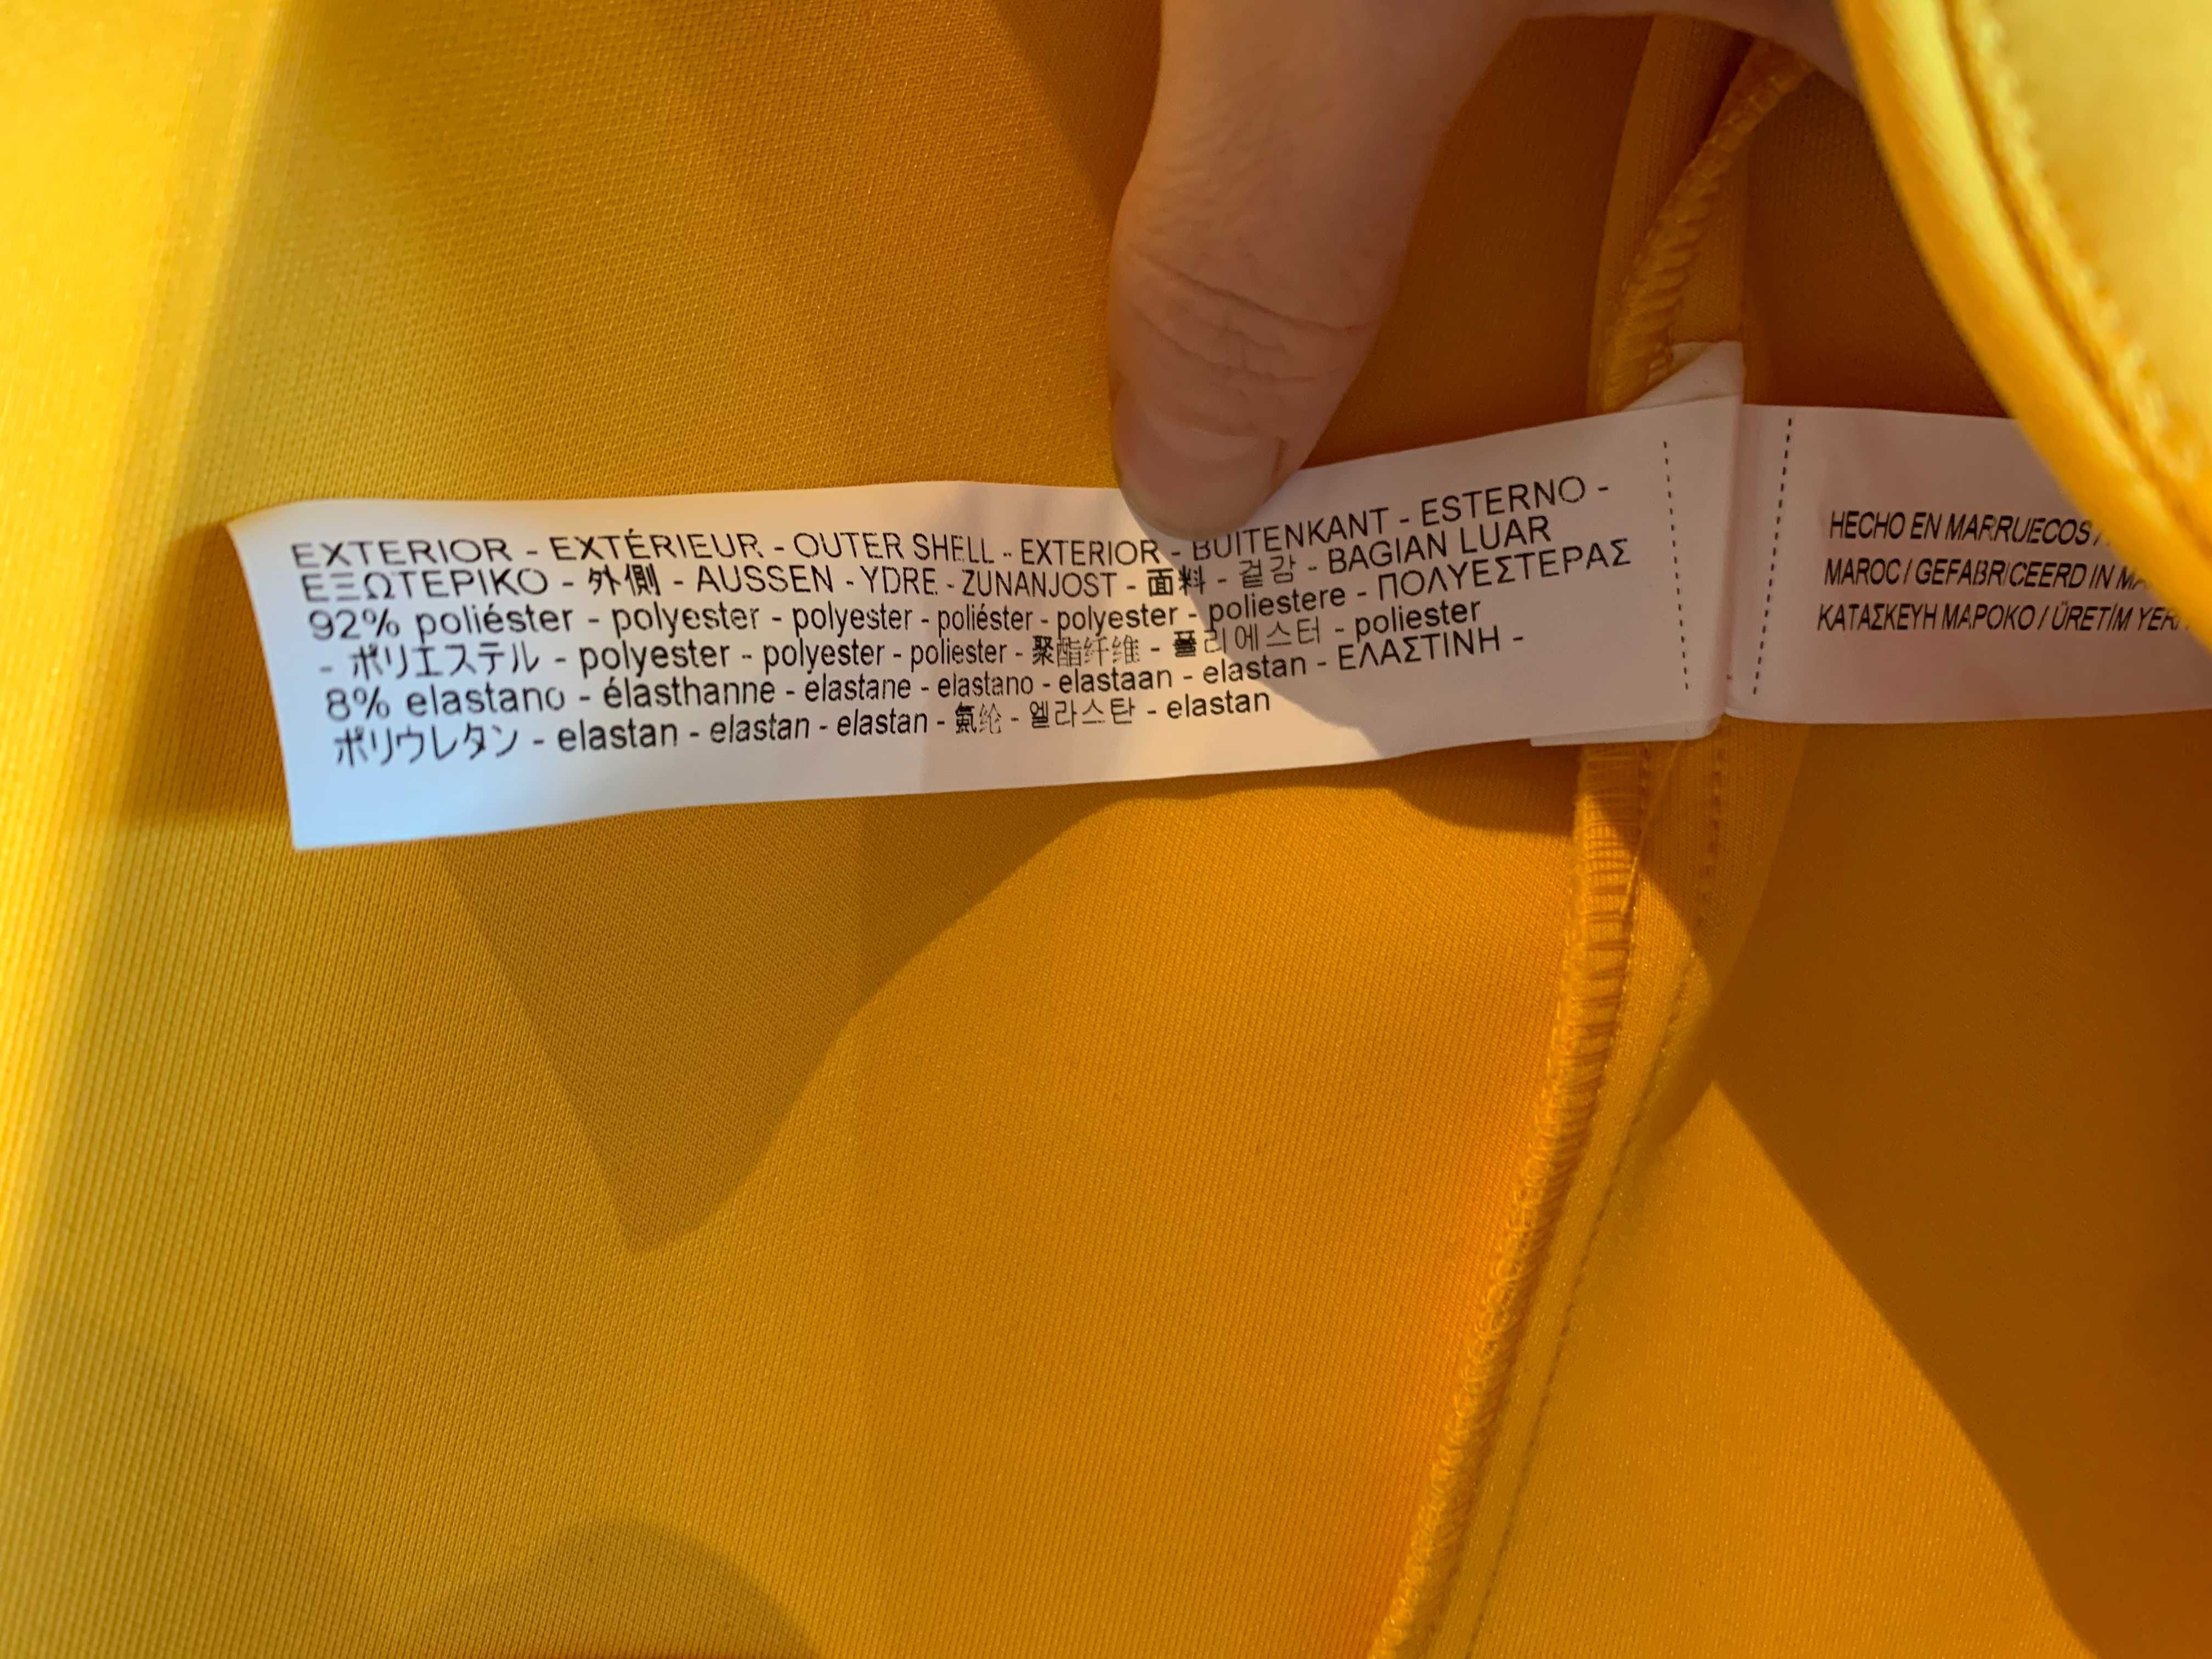 EXTERIOR - EXTÉRIEUR - OUTER SHELL - EXTERIOR - BUITENKANT - ESTERNO -
ΕΞΩΤΕΡΙΚΟ - 外側 - AUSSEN - YDRE - ZUNANJOST - 面料 - 겉감 - BAGIAN LUAR
92% poliéster - polyester - polyester - poliéster - polyester - poliestere - ΠΟΛΥΕΣΤΕΡΑΣ
- ポリエステル - polyester - polyester - poliester - 聚酯纤维 - 폴리에스터 - poliester
8% elastano - élasthanne - elastane - elastano - elastaan - elastan - ΕΛΑΣΤΙΝΗ -
ポリウレタン - elastan - elastan - elastan - 氨纶 - 엘라스탄 - elastan
HECHO EN MARRUECOS /
MAROC / GEFABRICEERD IN
ΚΑΤΑΣΚΕΥΗ ΜΑΡΟΚΟ / ÜRETIM